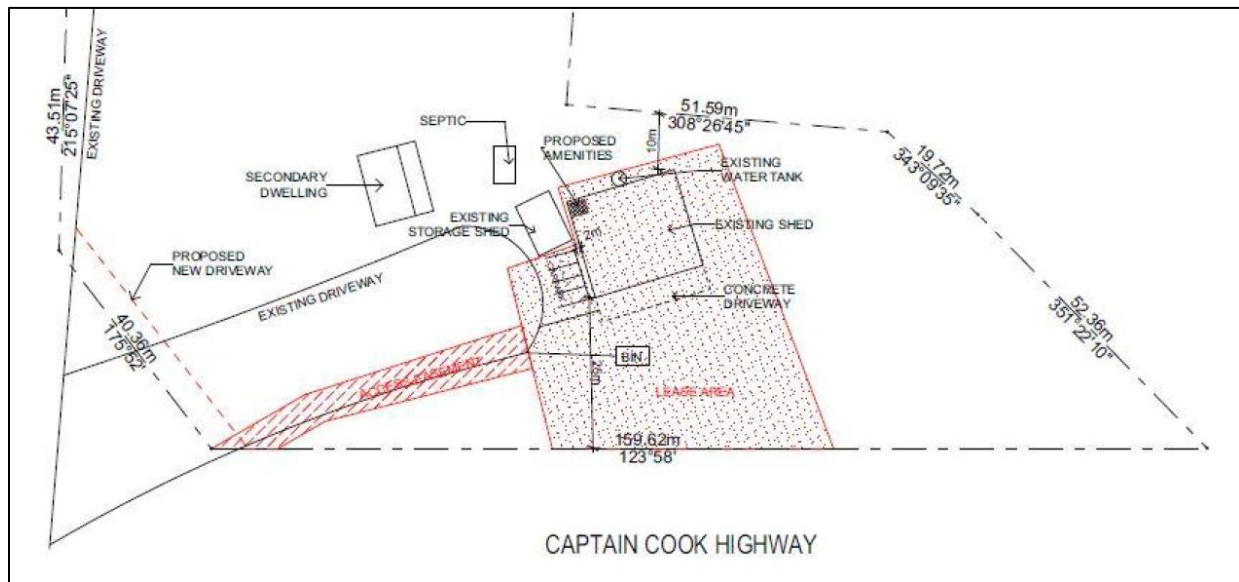 43.51m
215°07'25"
EXISTING DRIVEWAY
SEPTIC
PROPOSED
AMENITIES
10m
51.59m
308°26'45"
19.72m
343°09'35"
EXISTING
WATER TANK
SECONDARY
DWELLING
EXISTING
STORAGE SHED
2m
EXISTING SHED
PROPOSED
NEW DRIVEWAY
EXISTING DRIVEWAY
CONCRETE
DRIVEWAY
52.36m
351°22'10"
40.36m
175°52'
ACCESS EASEMENT
BIN
LEASE AREA
159.62m
123°58'
CAPTAIN COOK HIGHWAY